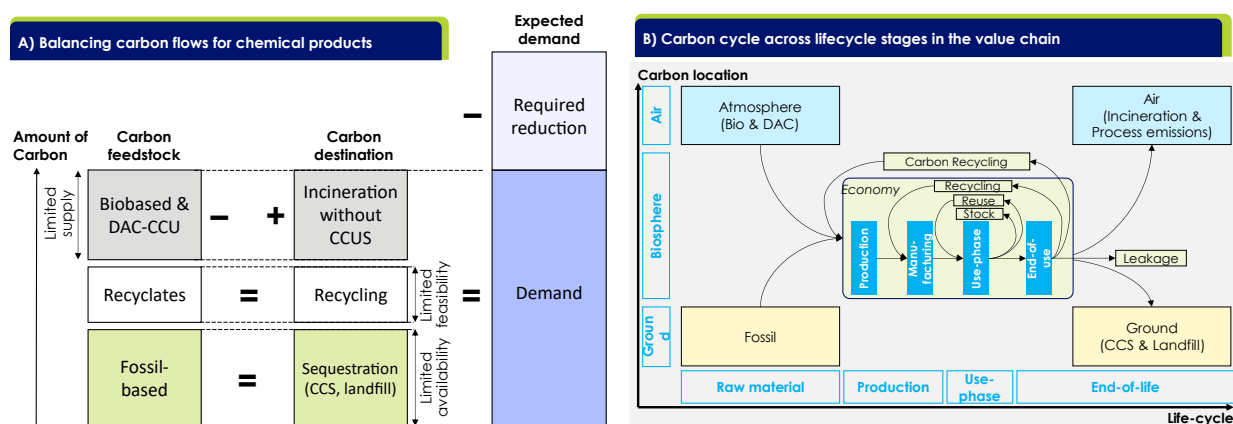 A) Balancing carbon flows for chemical products
Expected
demand
Required
reduction
Amount of
Carbon
Carbon
feedstock
Carbon
destination
Limited
supply
Biobased &
DAC-CCU
–
+
Incineration
without
CCUS
–
Recyclates
=
Recycling
Limited
feasibility
=
Demand
Fossil-
based
=
Sequestration
(CCS, landfill)
Limited
availability
B) Carbon cycle across lifecycle stages in the value chain
Carbon location
Air
Atmosphere
(Bio & DAC)
Air
(Incineration &
Process emissions)
Biosphere
Carbon Recycling
Economy
Recycling
Reuse
Stock
Production
Manu-
facturing
Use-phase
End-of-
use
Leakage
Groun
d
Fossil
Ground
(CCS & Landfill)
Raw material
Production
Use-
phase
End-of-life
Life-cycle